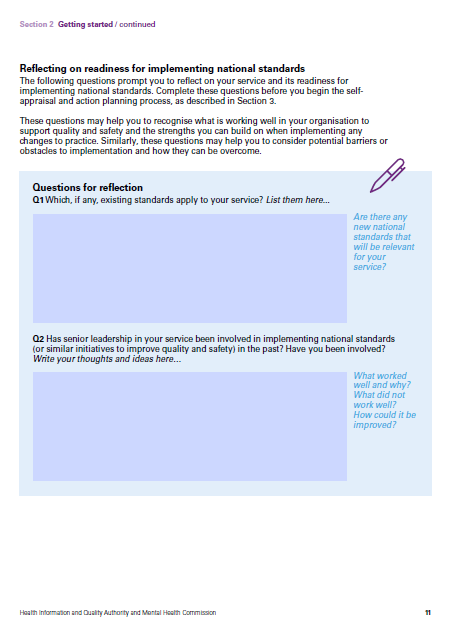 Section 2 Getting started / continued
Reflecting on readiness for implementing national standards
The following questions prompt you to reflect on your service and its readiness for
implementing national standards. Complete these questions before you begin the self-
appraisal and action planning process, as described in Section 3.
These questions may help you to recognise what is working well in your organisation to
support quality and safety and the strengths you can build on when implementing any
changes to practice. Similarly, these questions may help you to consider potential barriers or
obstacles to implementation and how they can be overcome.
Questions for reflection
Q1 Which, if any, existing standards apply to your service? List them here...
Are there any
new national
standards that
will be relevant
for your
service?
Q2 Has senior leadership in your service been involved in implementing national standards
(or similar initiatives to improve quality and safety) in the past? Have you been involved?
Write your thoughts and ideas here...
What worked
well and why?
What did not
work well?
How could it be
improved?
Health Information and Quality Authority and Mental Health Commission
11